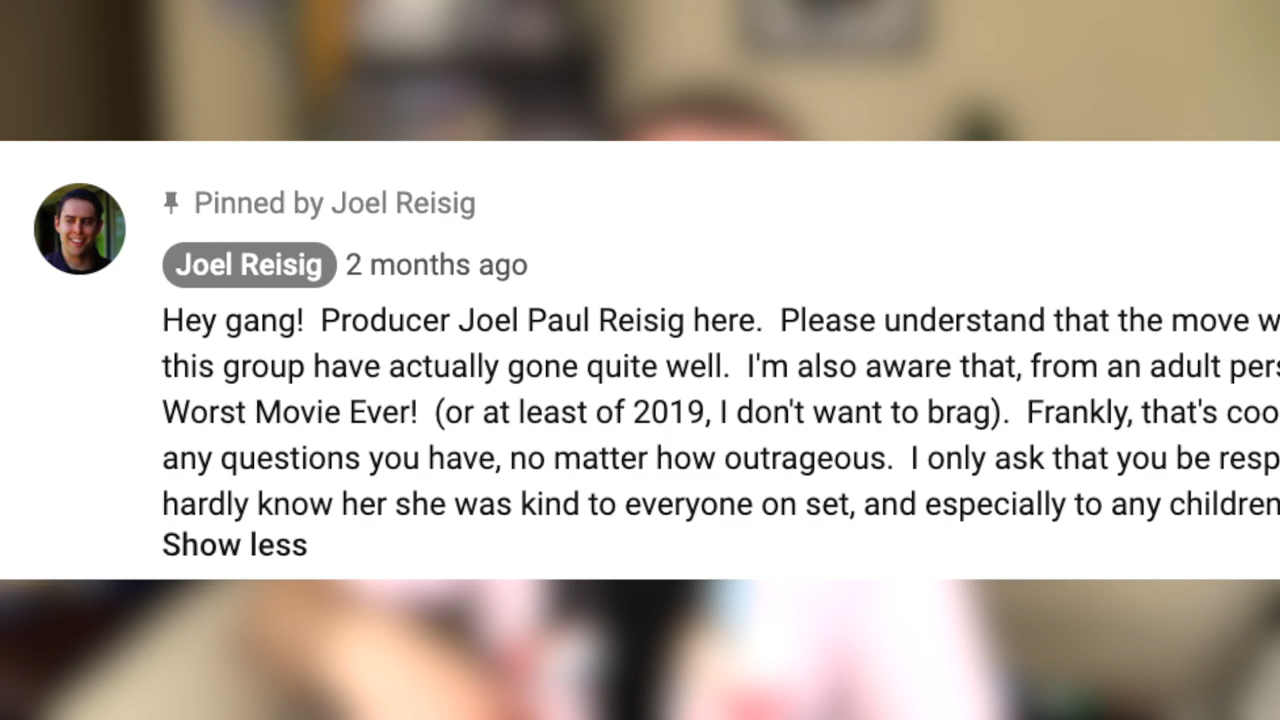 Pinned by Joel Reisig
Joel Reisig 2 months ago
Hey gang!  Producer Joel Paul Reisig here.  Please understand that the move w
this group have actually gone quite well.  I'm also aware that, from an adult pers
Worst Movie Ever!  (or at least of 2019, I don't want to brag).  Frankly, that's coo
any questions you have, no matter how outrageous.  I only ask that you be resp
hardly know her she was kind to everyone on set, and especially to any children
Show less